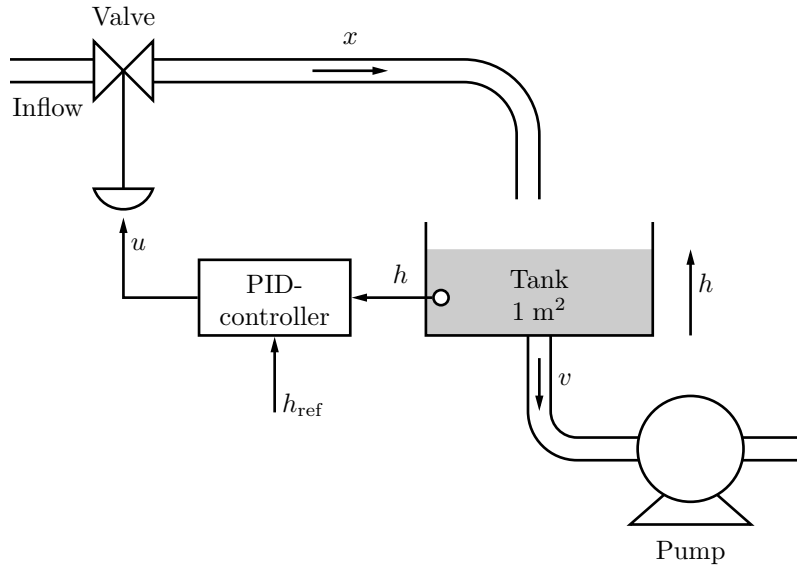 Valve
x
Inflow
u
PID-
controller
h
Tank
1 m²
h
h_ref
v
Pump